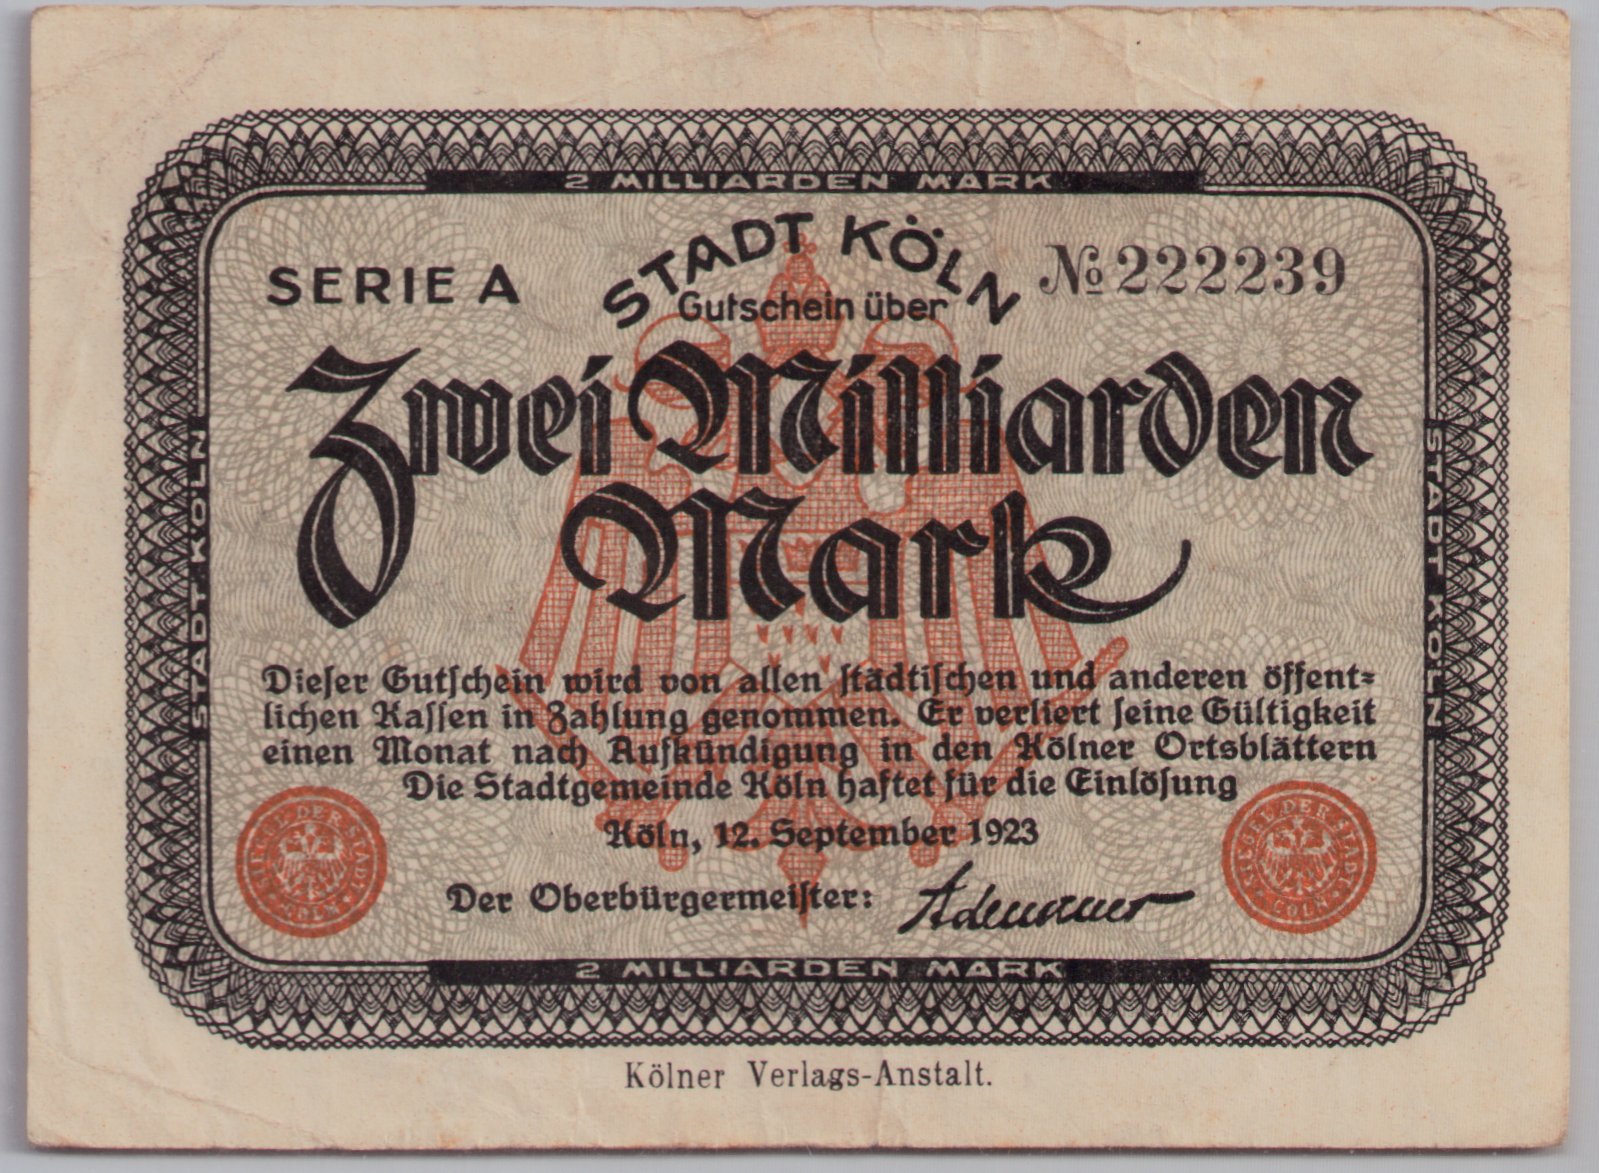 2 MILLIARDEN MARK
STADT KÖLN
SERIE A
№ 222239
Gutschein über
Zwei Milliarden
Mark
Dieser Gutschein wird von allen städtischen und anderen öffent-
lichen Kassen in Zahlung genommen. Er verliert seine Gültigkeit
einen Monat nach Aufkündigung in den Kölner Ortsblättern
Die Stadtgemeinde Köln haftet für die Einlösung
Köln, 12. September 1923
Der Oberbürgermeister: Adenauer
STADT KÖLN
STADT KÖLN
2 MILLIARDEN MARK
Kölner Verlags-Anstalt.